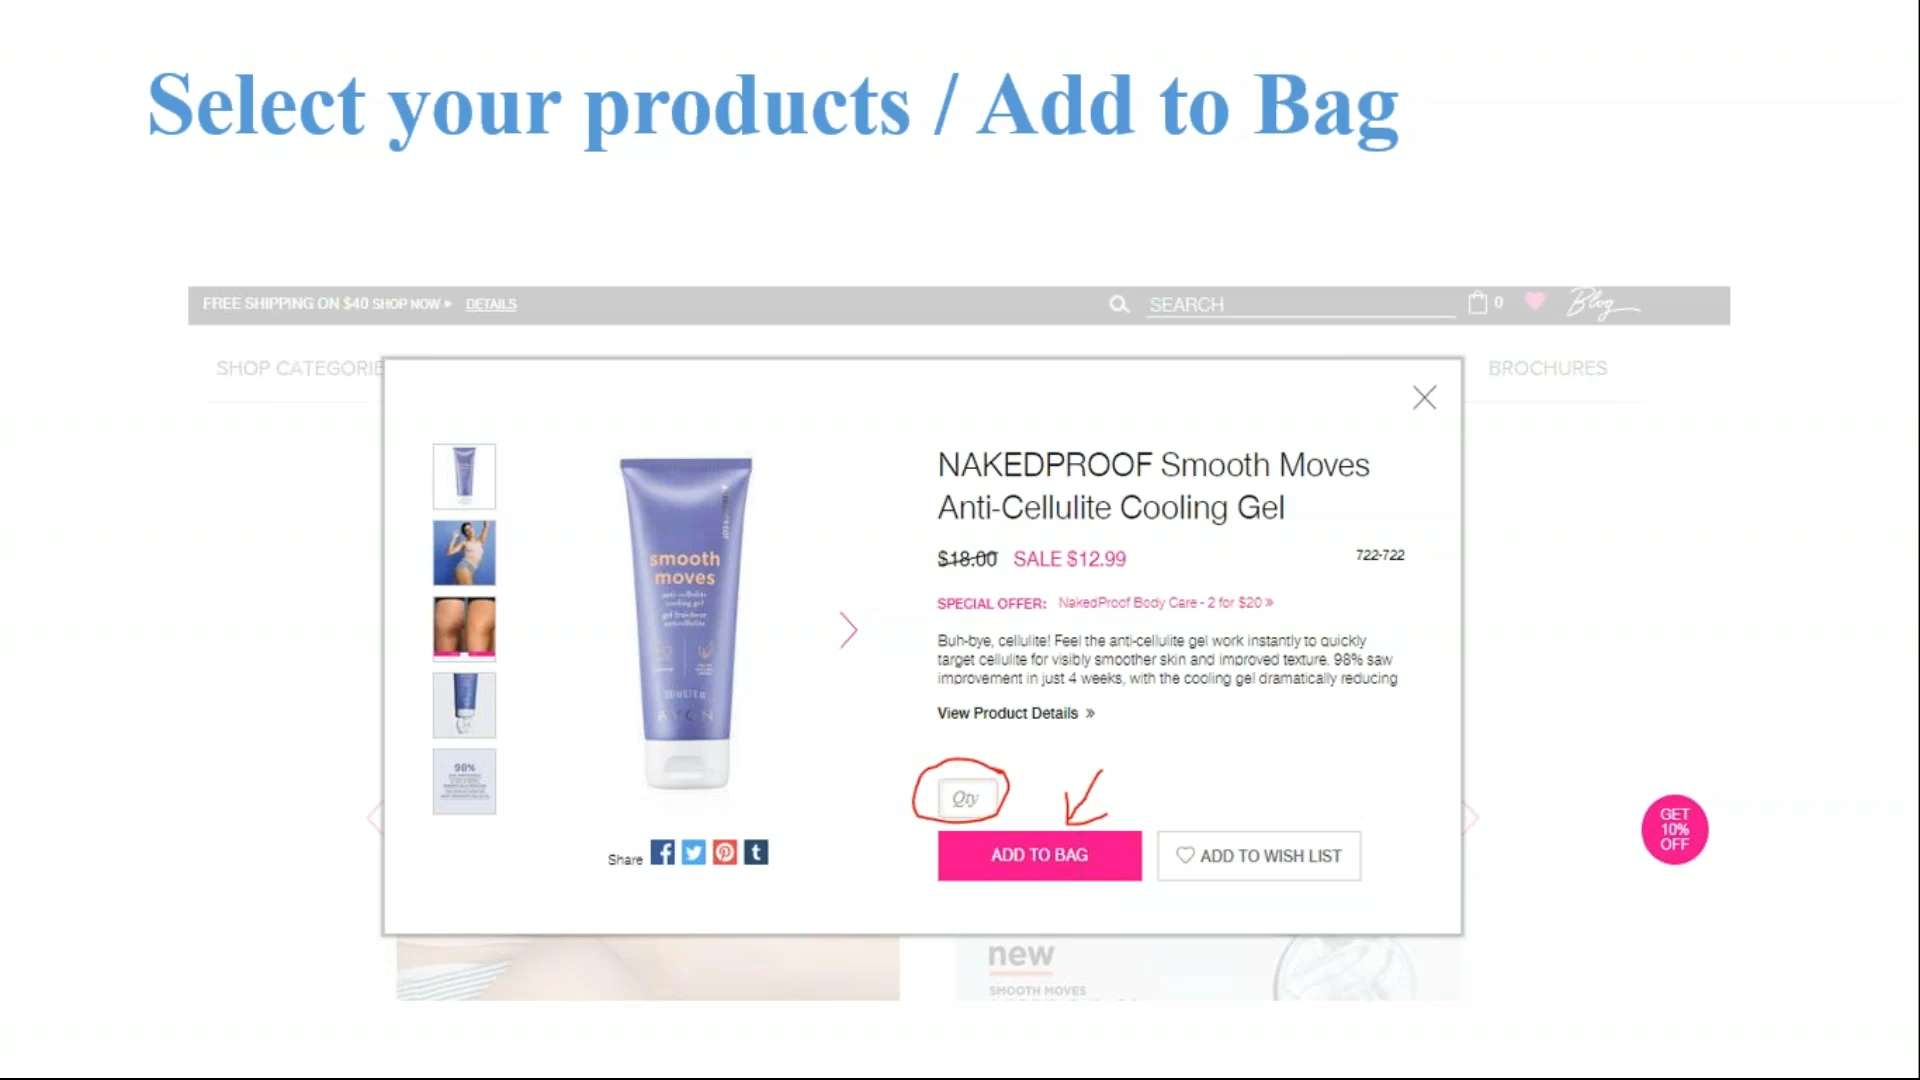 Select your products / Add to Bag
FREE SHIPPING ON $40 SHOP NOW DETAILS
SEARCH
0
Blog
SHOP CATEGORIE
BROCHURES
NAKEDPROOF Smooth Moves
Anti-Cellulite Cooling Gel
$18.00 SALE $12.99
722-722
SPECIAL OFFER: NakedProof Body Care - 2 for $20 »
Buh-bye, cellulite! Feel the anti-cellulite gel work instantly to quickly
target cellulite for visibly smoother skin and improved texture. 98% saw
improvement in just 4 weeks, with the cooling gel dramatically reducing
View Product Details »
smooth
moves
anti-cellulite
cooling gel
AVON
98%
Qty
ADD TO BAG
ADD TO WISH LIST
Share
GET
10%
OFF
new
SMOOTH MOVES